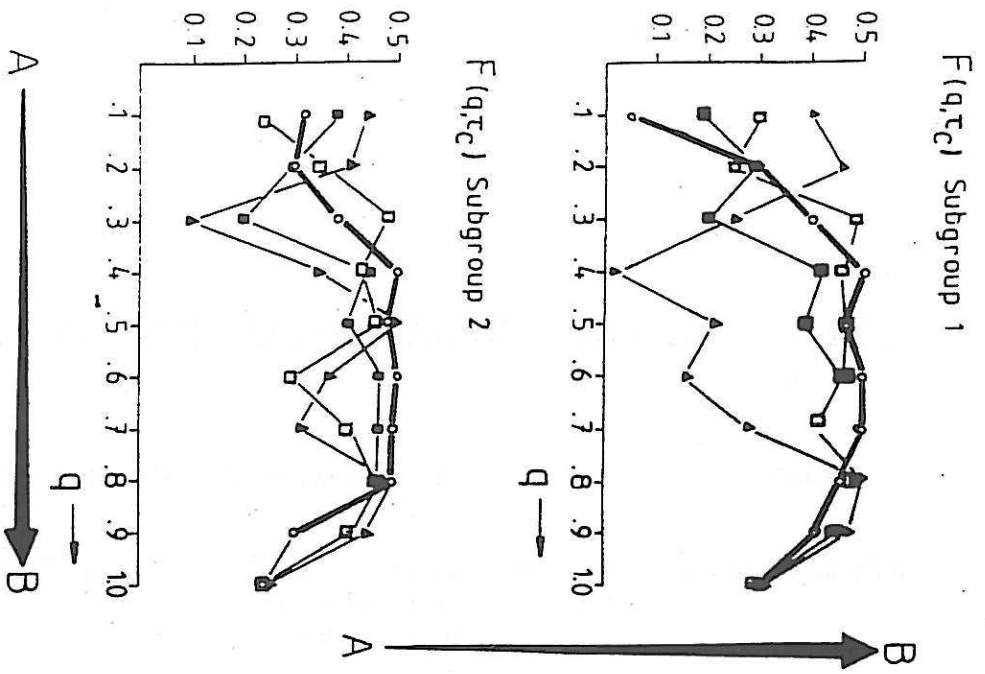 F(q,τc) Subgroup 1
B
0.5
0.4
0.3
0.2
0.1
.1 .2 .3 .4 .5 .6 .7 .8 .9 1.0
q
A
F(q,τc) Subgroup 2
0.5
0.4
0.3
0.2
0.1
.1 .2 .3 .4 .5 .6 .7 .8 .9 1.0
q
A B